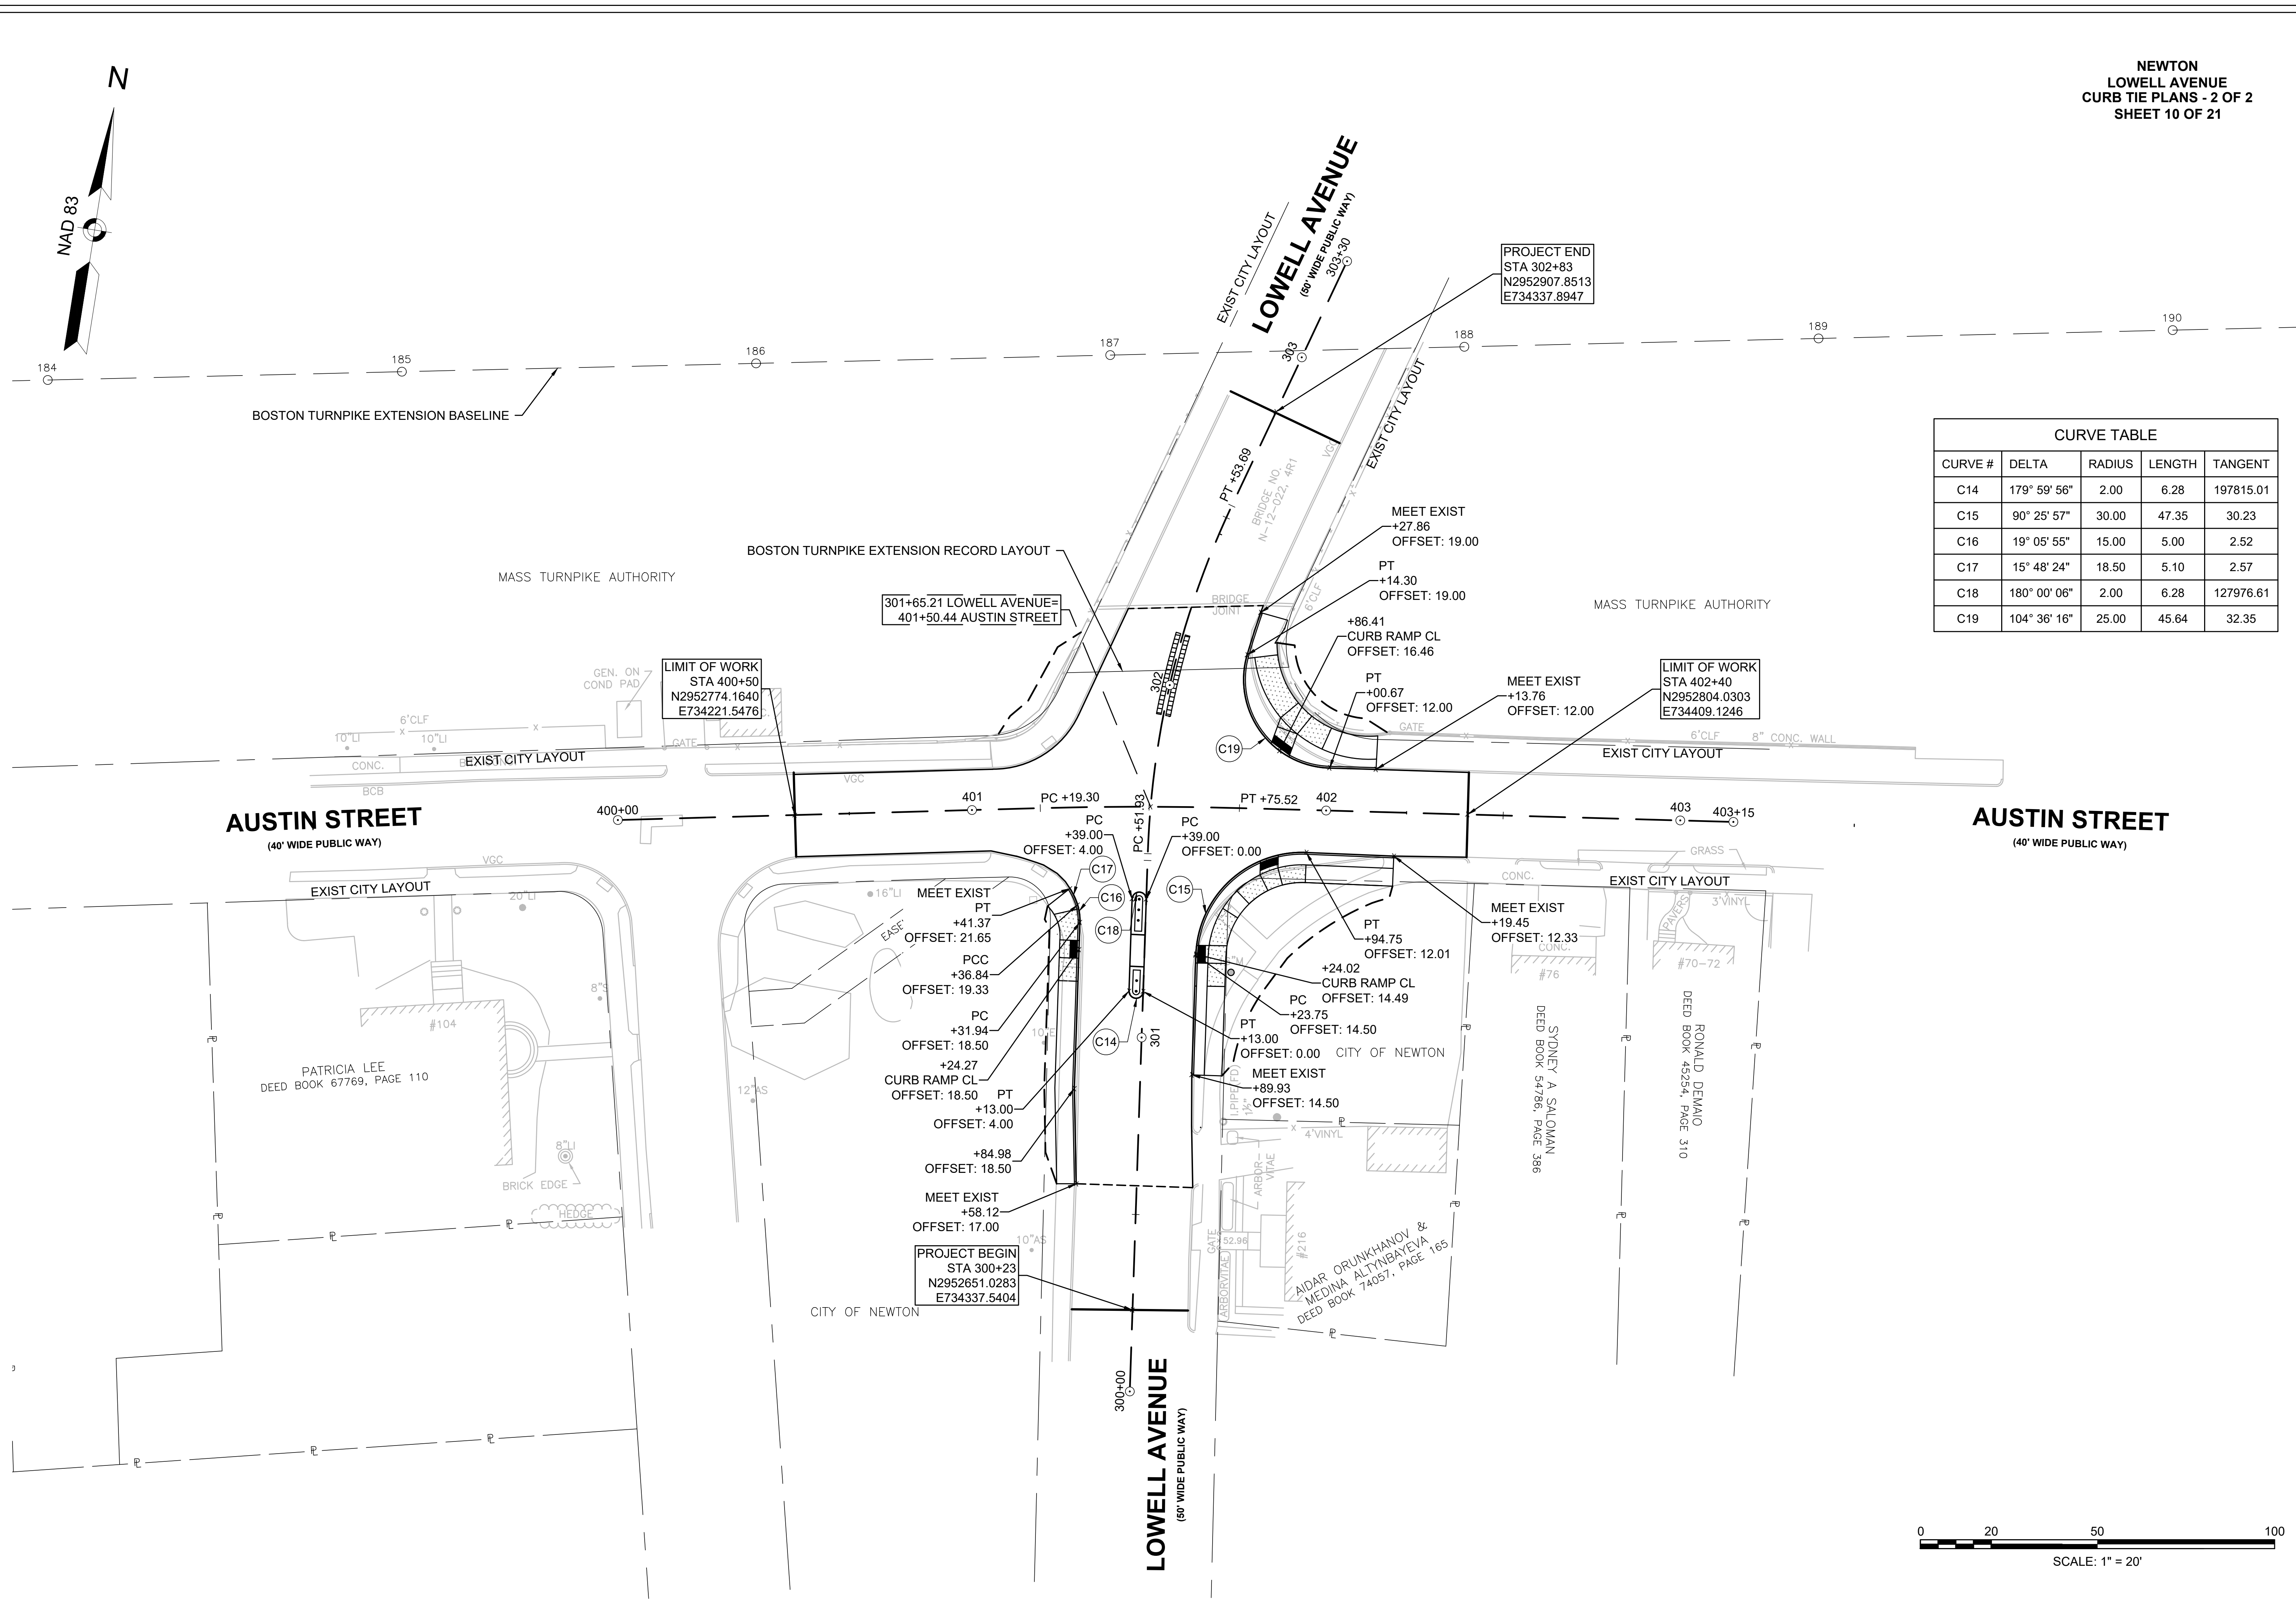 NEWTON
LOWELL AVENUE
CURB TIE PLANS - 2 OF 2
SHEET 10 OF 21
N
NAD 83
184
185
186
187
188
189
190
BOSTON TURNPIKE EXTENSION BASELINE
EXIST CITY LAYOUT
LOWELL AVENUE
(50' WIDE PUBLIC WAY)
303+30
303
EXIST CITY LAYOUT
PROJECT END
STA 302+83
N2952907.8513
E734337.8947
PT +53.69
BRIDGE NO.
N-12-022, 4R1
VGC
CURVE TABLE
CURVE # DELTA RADIUS LENGTH TANGENT
C14 179° 59' 56" 2.00 6.28 197815.01
C15 90° 25' 57" 30.00 47.35 30.23
C16 19° 05' 55" 15.00 5.00 2.52
C17 15° 48' 24" 18.50 5.10 2.57
C18 180° 00' 06" 2.00 6.28 127976.61
C19 104° 36' 16" 25.00 45.64 32.35
MEET EXIST
+27.86
OFFSET: 19.00
BOSTON TURNPIKE EXTENSION RECORD LAYOUT
MASS TURNPIKE AUTHORITY
PT
+14.30
OFFSET: 19.00
301+65.21 LOWELL AVENUE=
401+50.44 AUSTIN STREET
BRIDGE
JOINT
6'CLF
MASS TURNPIKE AUTHORITY
+86.41
CURB RAMP CL
OFFSET: 16.46
GEN. ON
COND PAD
LIMIT OF WORK
STA 400+50
N2952774.1640
E734221.5476
C.
302
PT
+00.67
OFFSET: 12.00
MEET EXIST
+13.76
OFFSET: 12.00
LIMIT OF WORK
STA 402+40
N2952804.0303
E734409.1246
6'CLF
10"LI
10"LI
GATE
C19
GATE
6'CLF
8" CONC. WALL
CONC.
EXIST CITY LAYOUT
EXIST CITY LAYOUT
VGC
BCB
AUSTIN STREET
(40' WIDE PUBLIC WAY)
400+00
401
PC +19.30
PC +51.93
PT +75.52
402
403
403+15
AUSTIN STREET
(40' WIDE PUBLIC WAY)
PC
+39.00
OFFSET: 4.00
PC
+39.00
OFFSET: 0.00
VGC
EXIST CITY LAYOUT
20"LI
16"LI
MEET EXIST
PT
+41.37
OFFSET: 21.65
C17
C16
C15
C18
CONC.
GRASS
EXIST CITY LAYOUT
PAVERS
3'VINYL
MEET EXIST
+19.45
OFFSET: 12.33
CONC.
#76
#70-72
PT
+94.75
OFFSET: 12.01
EASE
PCC
+36.84
OFFSET: 19.33
"M
+24.02
CURB RAMP CL
OFFSET: 14.49
PC
+23.75
OFFSET: 14.50
8"S
#104
PC
+31.94
OFFSET: 18.50
10"E
PT
+13.00
OFFSET: 0.00
C14
301
CITY OF NEWTON
SYDNEY A SALOMAN
DEED BOOK 54786, PAGE 386
RONALD DEMAIO
DEED BOOK 45254, PAGE 310
PATRICIA LEE
DEED BOOK 67769, PAGE 110
+24.27
CURB RAMP CL
OFFSET: 18.50
PT
+13.00
OFFSET: 4.00
MEET EXIST
+89.93
OFFSET: 14.50
12"AS
I.PIPE(FD)
4'VINYL
8"LI
BRICK EDGE
+84.98
OFFSET: 18.50
ARBOR-
VITAE
HEDGE
MEET EXIST
+58.12
OFFSET: 17.00
10"AS
GATE
52.96
#216
ARBORVITAE
PROJECT BEGIN
STA 300+23
N2952651.0283
E734337.5404
CITY OF NEWTON
AIDAR ORUNKHANOV &
MEDINA ALTYNBAYEVA
DEED BOOK 74057, PAGE 165
300+00
LOWELL AVENUE
(50' WIDE PUBLIC WAY)
0 20 50 100
SCALE: 1" = 20'